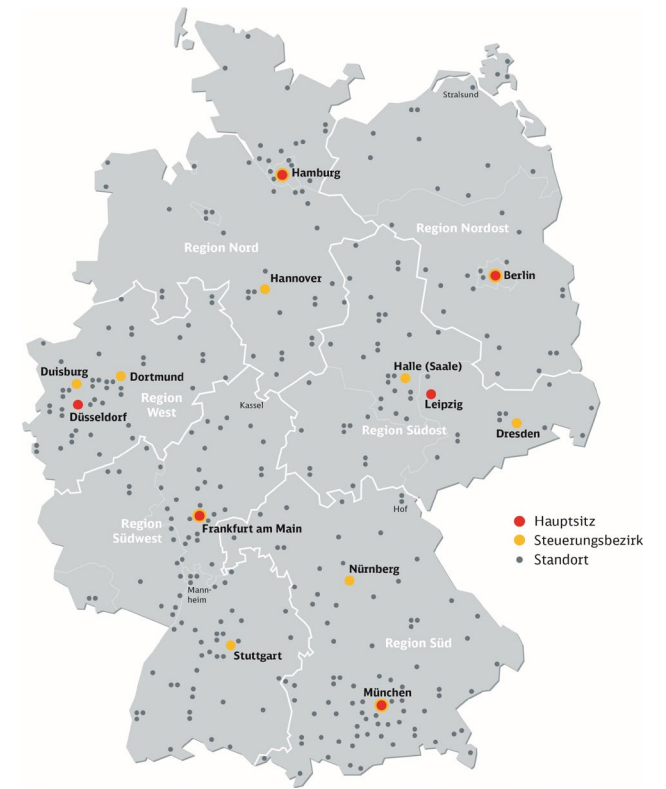 Stralsund
Hamburg
Region Nordost
Region Nord
Berlin
Hannover
Halle (Saale)
Duisburg
Dortmund
Region
West
Leipzig
Düsseldorf
Kassel
Region Südost
Dresden
Hof
Region
Südwest
Frankfurt am Main
Hauptsitz
Steuerungsbezirk
Standort
Nürnberg
Mann-
heim
Region Süd
Stuttgart
München